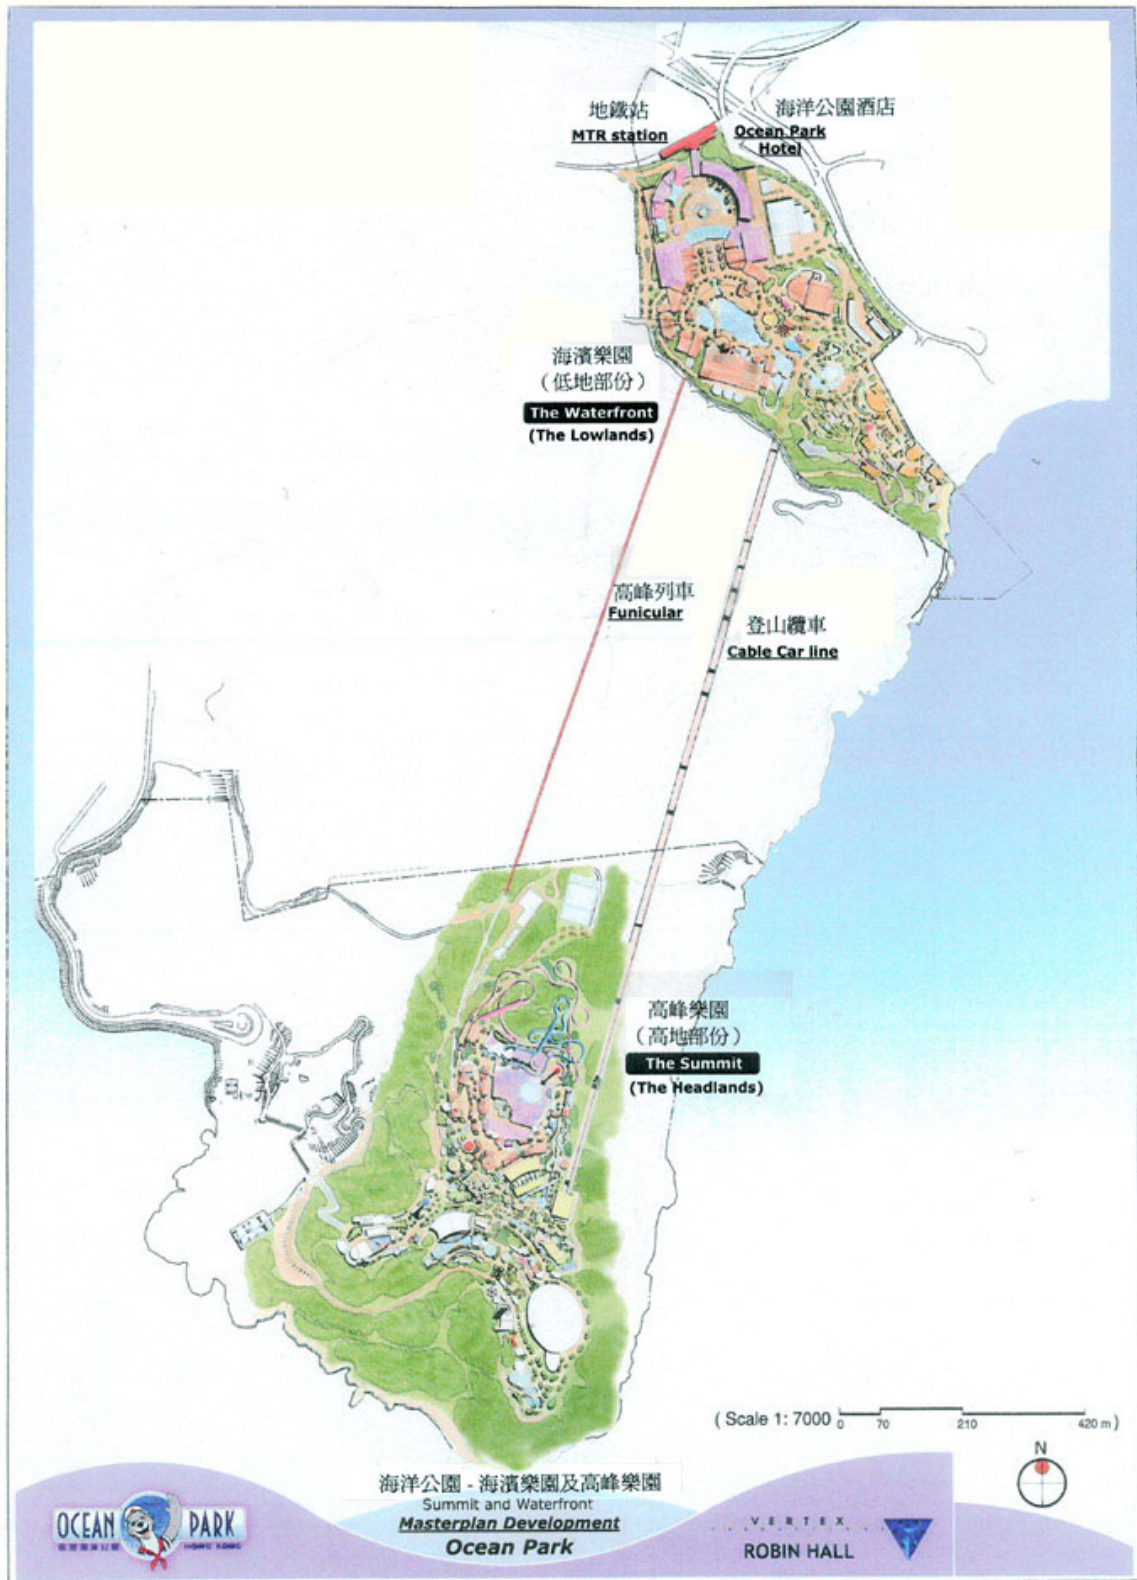 地鐵站
MTR station
海洋公園酒店
Ocean Park
Hotel
海濱樂園
（低地部份）
The Waterfront
(The Lowlands)
高峰列車
Funicular
登山纜車
Cable Car line
高峰樂園
（高地部份）
The Summit
(The Headlands)
( Scale 1: 7000 0 70 210 420 m )
N
海洋公園 - 海濱樂園及高峰樂園
Summit and Waterfront
Masterplan Development
Ocean Park
OCEAN PARK
HONG KONG
VERTEX
ROBIN HALL